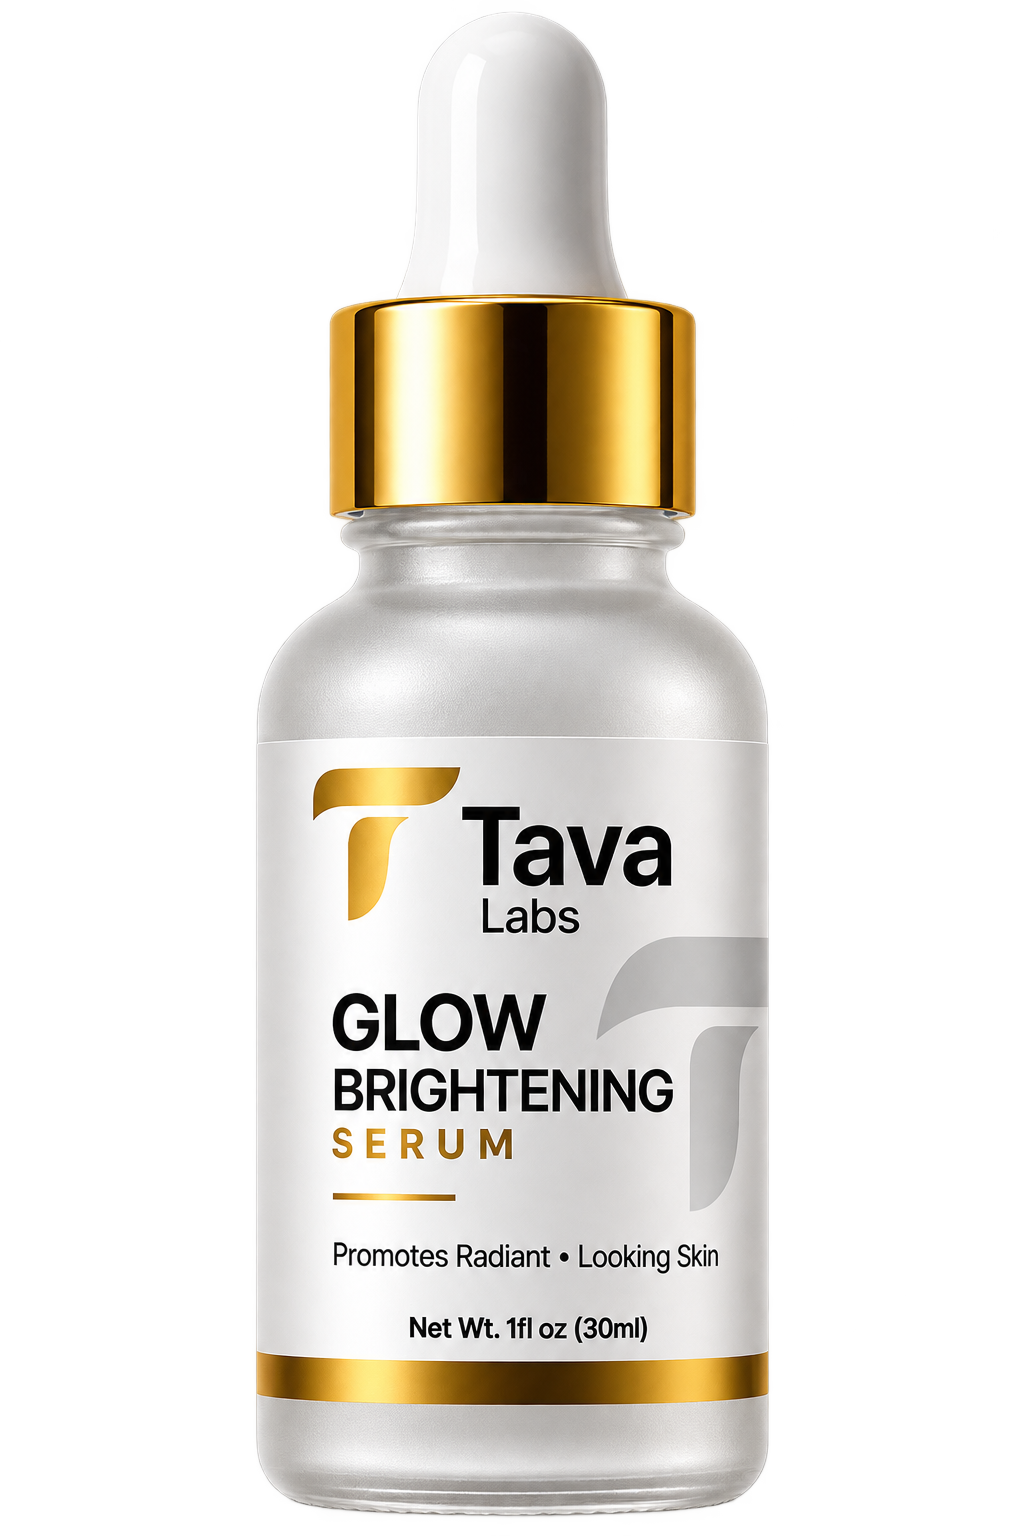 Tava
Labs
GLOW
BRIGHTENING
SERUM
Promotes Radiant • Looking Skin
Net Wt. 1fl oz (30ml)